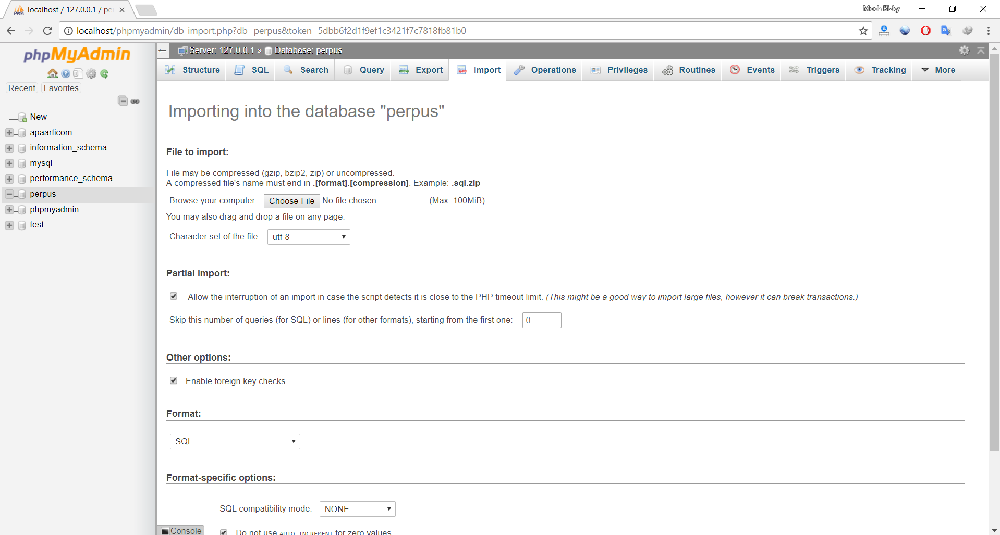 localhost / 127.0.0.1 / pe
Moch Rizky
localhost/phpmyadmin/db_import.php?db=perpus&token=5dbb6f2d1f9ef1c3421f7c7818fb81b0
phpMyAdmin
Recent Favorites
New
apaarticom
information_schema
mysql
performance_schema
perpus
phpmyadmin
test
Server: 127.0.0.1 » Database: perpus
Structure SQL Search Query Export Import Operations Privileges Routines Events Triggers Tracking More
Importing into the database "perpus"
File to import:
File may be compressed (gzip, bzip2, zip) or uncompressed.
A compressed file's name must end in .[format].[compression]. Example: .sql.zip
Browse your computer: Choose File No file chosen (Max: 100MiB)
You may also drag and drop a file on any page.
Character set of the file: utf-8
Partial import:
Allow the interruption of an import in case the script detects it is close to the PHP timeout limit. (This might be a good way to import large files, however it can break transactions.)
Skip this number of queries (for SQL) or lines (for other formats), starting from the first one: 0
Other options:
Enable foreign key checks
Format:
SQL
Format-specific options:
SQL compatibility mode: NONE
Do not use AUTO_INCREMENT for zero values
Console